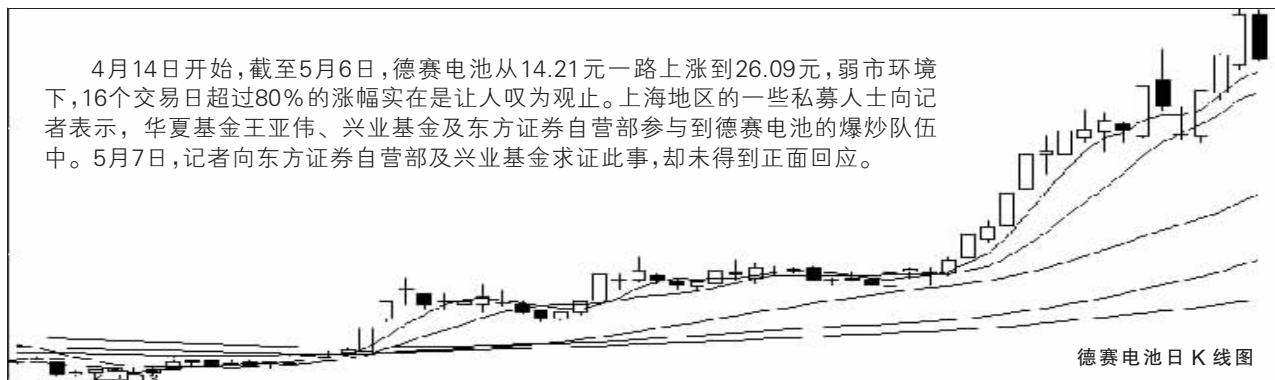 4月14日开始,截至5月6日,德赛电池从14.21元一路上涨到26.09元,弱市环境
下,16个交易日超过80%的涨幅实在是让人叹为观止。上海地区的一些私募人士向记
者表示，华夏基金王亚伟、兴业基金及东方证券自营部参与到德赛电池的爆炒队伍
中。5月7日,记者向东方证券自营部及兴业基金求证此事,却未得到正面回应。
德赛电池日K线图